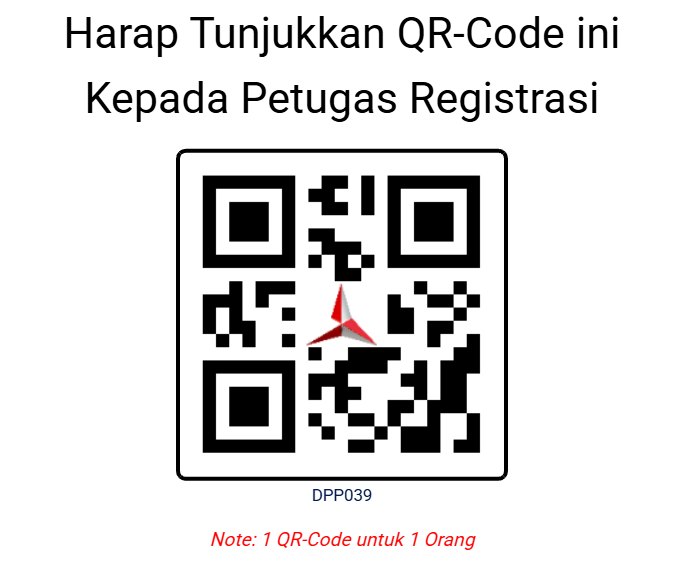 Harap Tunjukkan QR-Code ini
Kepada Petugas Registrasi
DPP039
Note: 1 QR-Code untuk 1 Orang